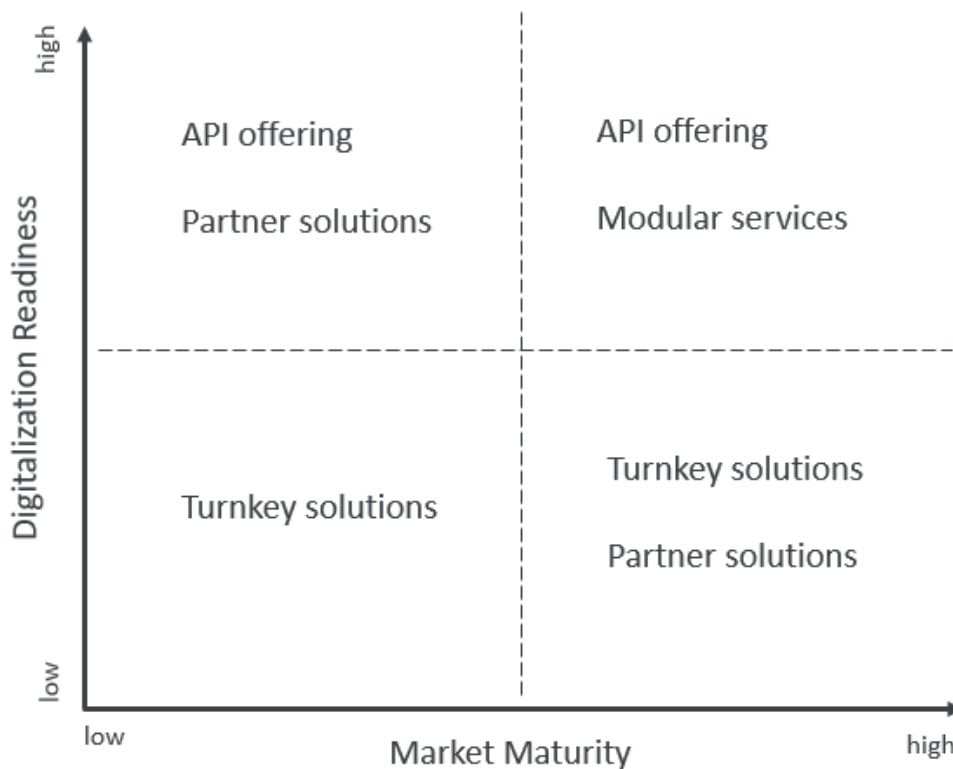 high
API offering
API offering
Partner solutions
Modular services
Digitalization Readiness
Turnkey solutions
Turnkey solutions
Partner solutions
low
low
high
Market Maturity